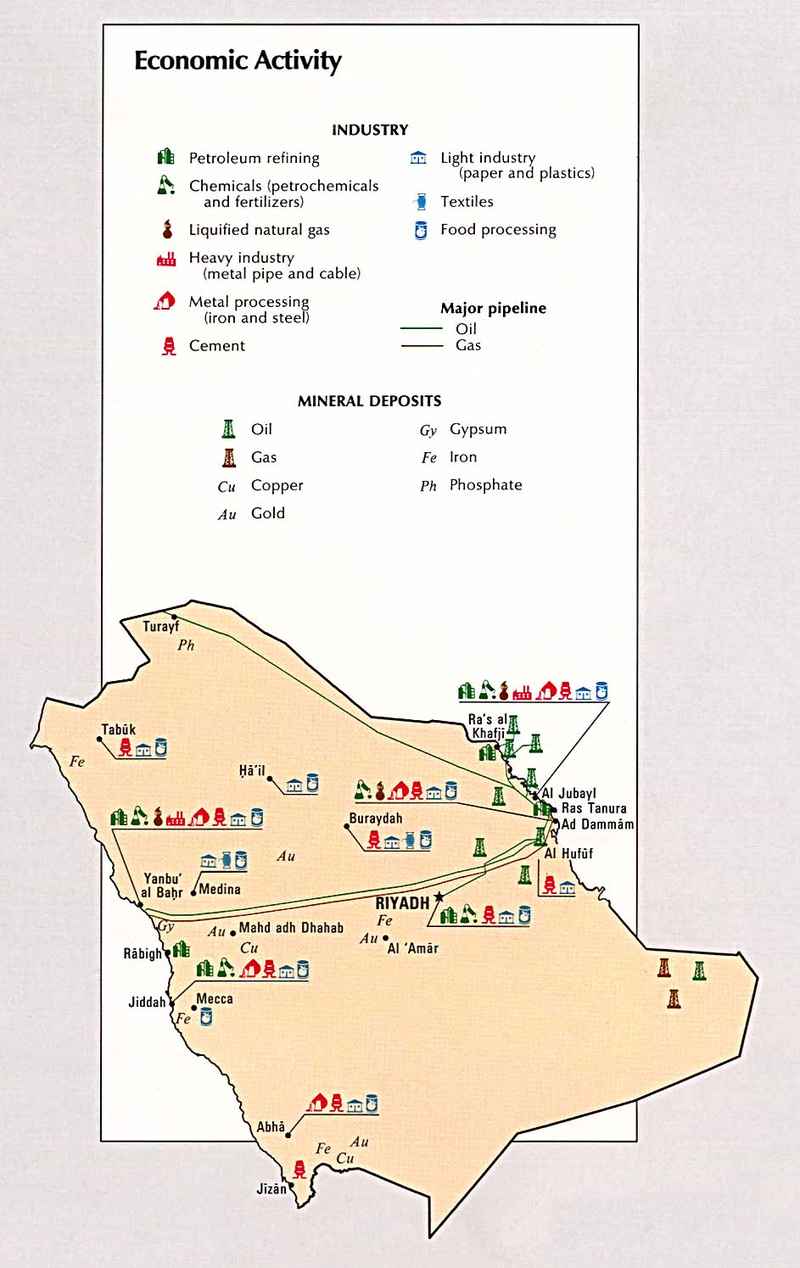 Economic Activity
INDUSTRY
Petroleum refining
Chemicals (petrochemicals
and fertilizers)
Liquified natural gas
Heavy industry
(metal pipe and cable)
Metal processing
(iron and steel)
Cement
Light industry
(paper and plastics)
Textiles
Food processing
Major pipeline
Oil
Gas
MINERAL DEPOSITS
Oil
Gas
Cu Copper
Au Gold
Gy Gypsum
Fe Iron
Ph Phosphate
Turayf
Ph
Ra's al
Khafji
Tabūk
Fe
Ḥā'il
Al Jubayl
Ras Tanura
Ad Dammām
Buraydah
Al Hufūf
Au
Yanbu'
al Baḥr
Medina
RIYADH
Gy
Au
Mahd adh Dhahab
Fe
Cu
Au
Al 'Amār
Rābigh
Jiddah
Mecca
Fe
Abhā
Fe
Au
Cu
Jīzān